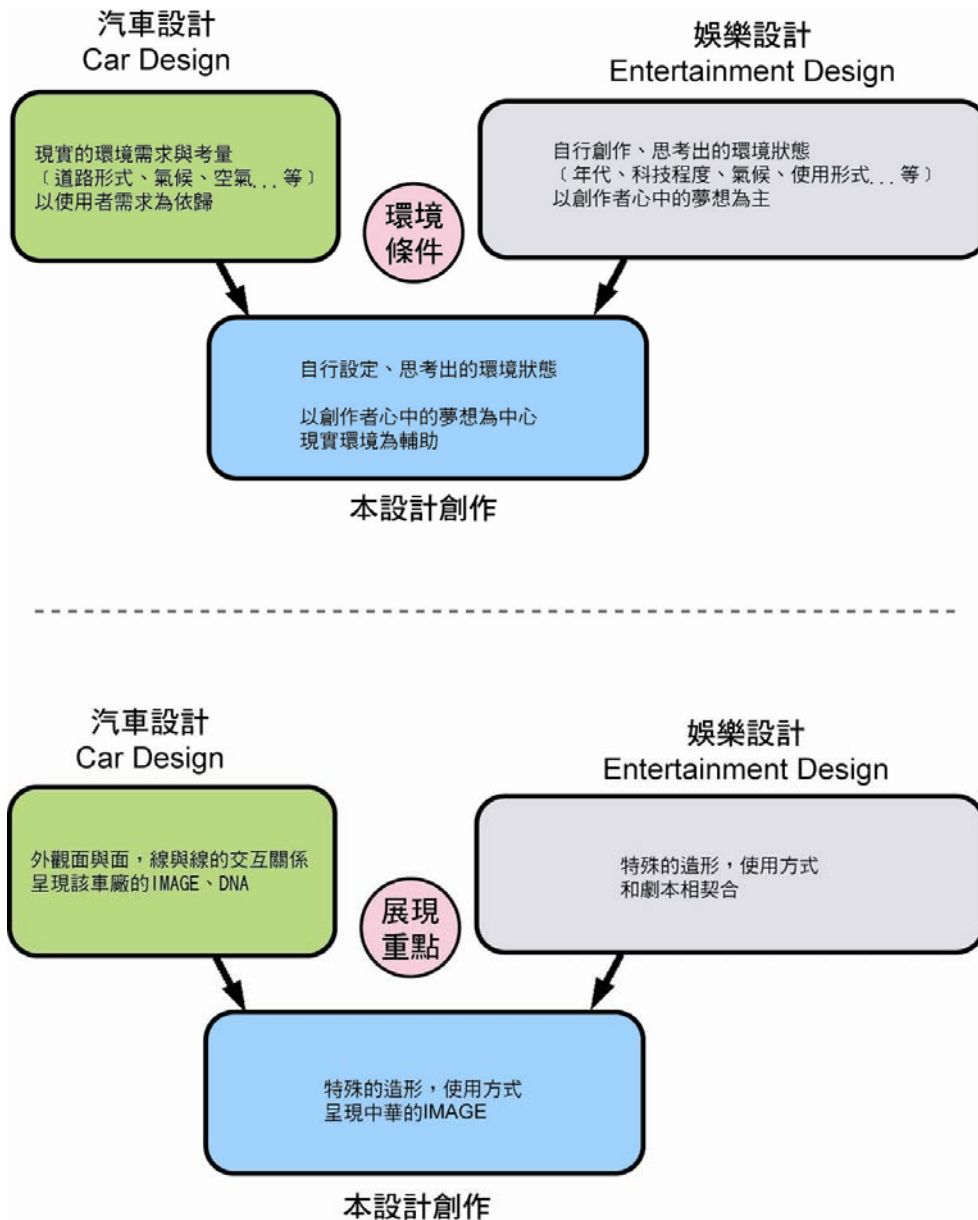 汽車設計
Car Design
娛樂設計
Entertainment Design
現實的環境需求與考量
﹝道路形式、氣候、空氣...等﹞
以使用者需求為依歸
環境
條件
自行創作、思考出的環境狀態
﹝年代、科技程度、氣候、使用形式...等﹞
以創作者心中的夢想為主
自行設定、思考出的環境狀態
以創作者心中的夢想為中心
現實環境為輔助
本設計創作
汽車設計
Car Design
娛樂設計
Entertainment Design
外觀面與面，線與線的交互關係
呈現該車廠的IMAGE、DNA
展現
重點
特殊的造形，使用方式
和劇本相契合
特殊的造形，使用方式
呈現中華的IMAGE
本設計創作